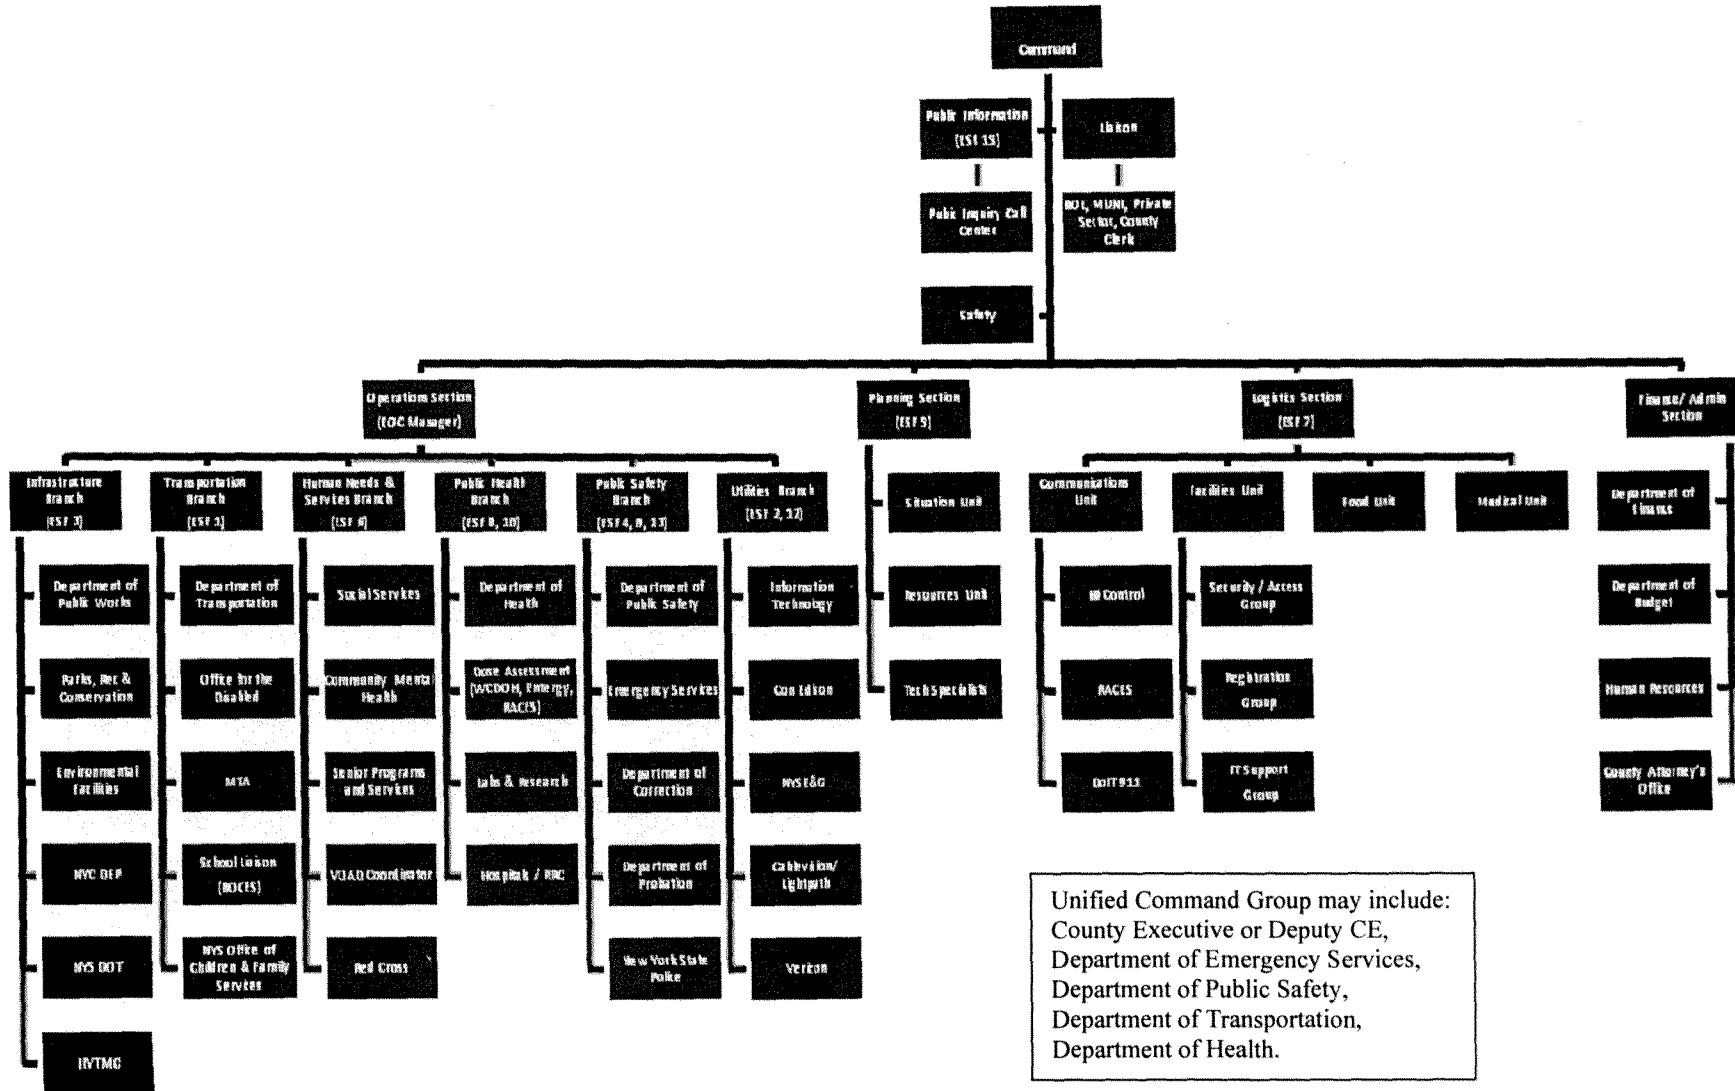 Command
Public Information
(ESF 15)
Liaison
Public Inquiry Call
Center
MUNI, Private
Sector, County
Clerk
Safety
Operations Section
(EOC Manager)
Planning Section
(ESF 5)
Logistics Section
(ESF 7)
Finance/ Admin
Section
Infrastructure
Branch
(ESF 3)
Transportation
Branch
(ESF 1)
Human Needs &
Services Branch
(ESF 6)
Public Health
Branch
(ESF 8, 10)
Public Safety
Branch
(ESF 4, 9, 13)
Utilities Branch
(ESF 2, 12)
Situation Unit
Communications
Unit
Facilities Unit
Food Unit
Medical Unit
Department of
Finance
Department of
Public Works
Department of
Transportation
Social Services
Department of
Health
Department of
Public Safety
Information
Technology
Resources Unit
Control
Security / Access
Group
Department of
Budget
Parks, Rec &
Conservation
Office for the
Disabled
Community Mental
Health
Dose Assessment
(WCDOH, Emergy,
RACES)
Emergency Services
Con Edison
Tech Specialists
RACES
Registration
Group
Human Resources
Environmental
Facilities
MTA
Senior Programs
and Services
Labs & Research
Department of
Correction
NYSE&G
DoIT 911
IT Support
Group
County Attorney's
Office
NYC DEP
School Liaison
(BOCES)
VOAD Coordinator
Hospitals /
Department of
Probation
Cablevision/
Lightpath
NYS DOT
NYS Office of
Children & Family
Services
Red Cross
New York State
Police
Verizon
HVTMC
Unified Command Group may include:
County Executive or Deputy CE,
Department of Emergency Services,
Department of Public Safety,
Department of Transportation,
Department of Health.